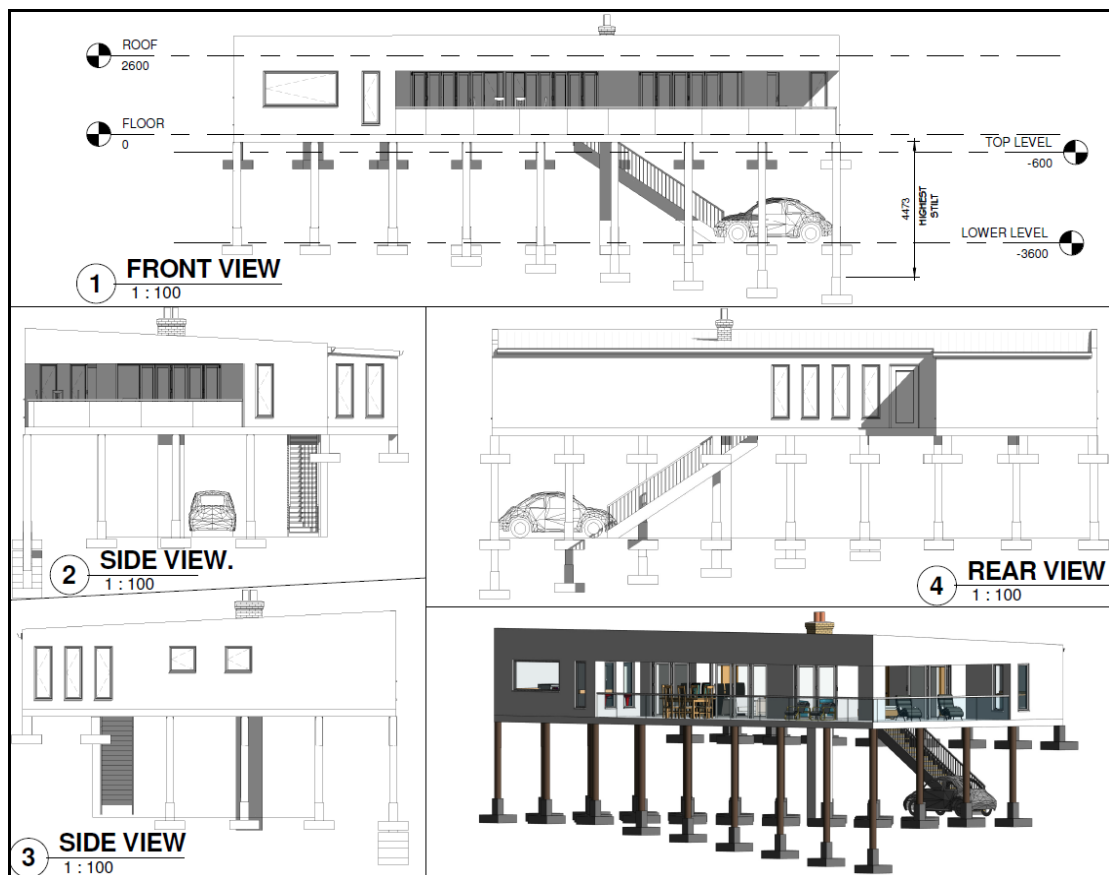 ROOF
2600
FLOOR
0
TOP LEVEL
-600
4473
HIGHEST
STILT
LOWER LEVEL
-3600
1 FRONT VIEW
1 : 100
2 SIDE VIEW.
1 : 100
4 REAR VIEW
1 : 100
3 SIDE VIEW
1 : 100